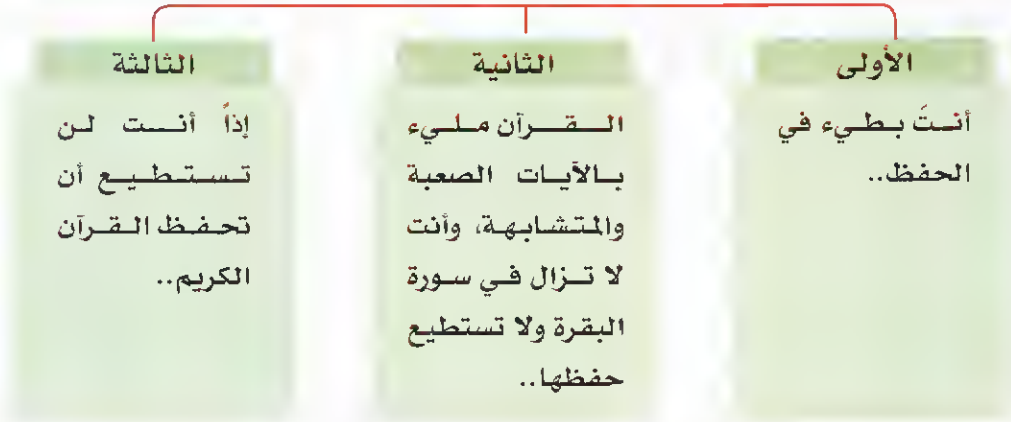 الأولى
أنتَ بطيء في
الحفظ..
الثانية
القرآن مليء
بالآيات الصعبة
والمتشابهة، وأنت
لا تزال في سورة
البقرة ولا تستطيع
حفظها..
الثالثة
إذاً أنت لن
تستطيع أن
تحفظ القرآن
الكريم..